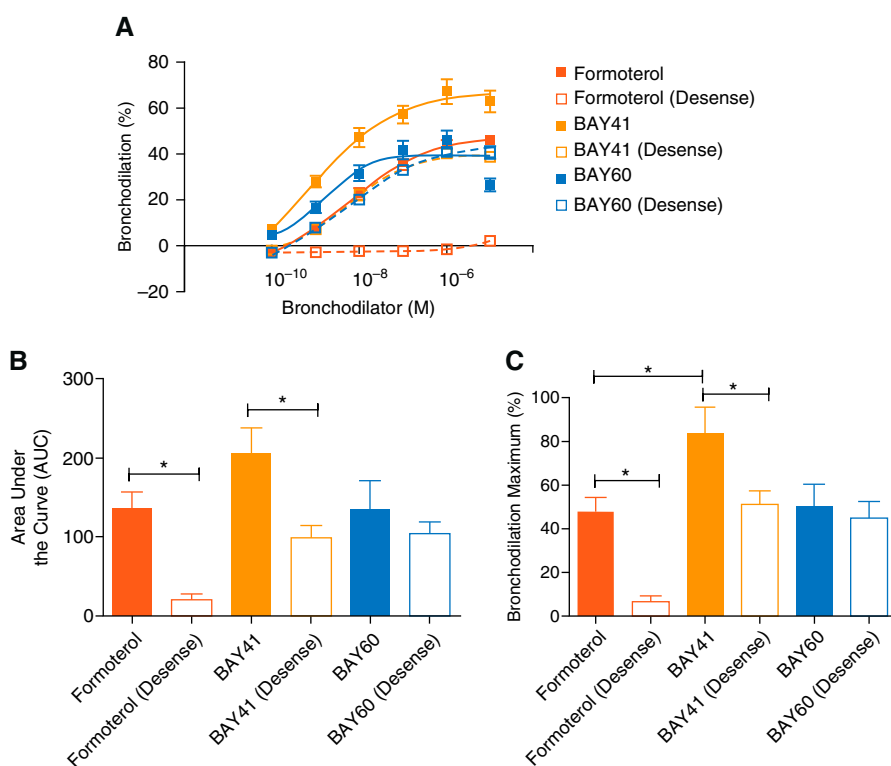 A
80
60
40
20
0
−20
Bronchodilation (%)
10⁻¹⁰
10⁻⁸
10⁻⁶
Bronchodilator (M)
Formoterol
Formoterol (Desense)
BAY41
BAY41 (Desense)
BAY60
BAY60 (Desense)
B
300
200
100
0
Area Under
the Curve (AUC)
*
*
Formoterol
Formoterol (Desense)
BAY41
BAY41 (Desense)
BAY60
BAY60 (Desense)
C
100
80
60
40
20
0
Bronchodilation Maximum (%)
*
*
*
Formoterol
Formoterol (Desense)
BAY41
BAY41 (Desense)
BAY60
BAY60 (Desense)